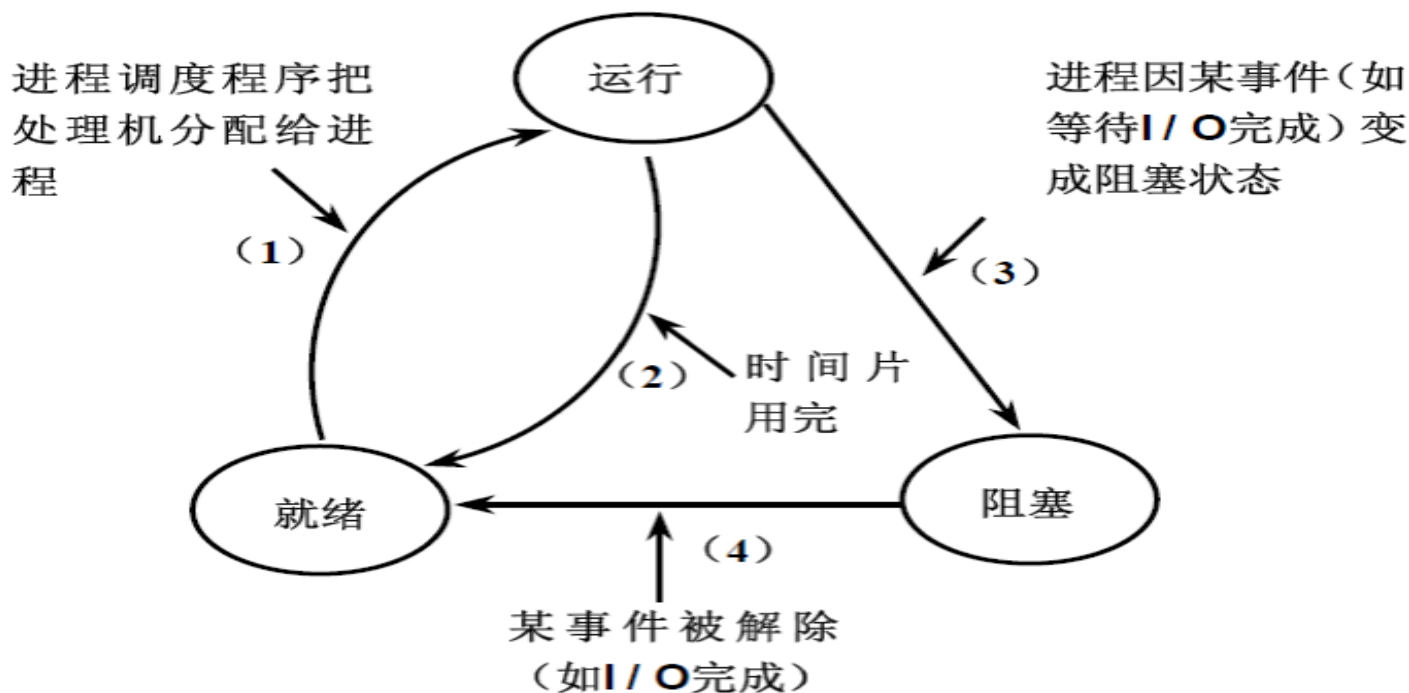 运行
进程调度程序把
处理机分配给进
程
进程因某事件（如
等待I / O完成）变
成阻塞状态
（1）
（3）
（2）
时间片
用完
就绪
阻塞
（4）
某事件被解除
（如I / O完成）